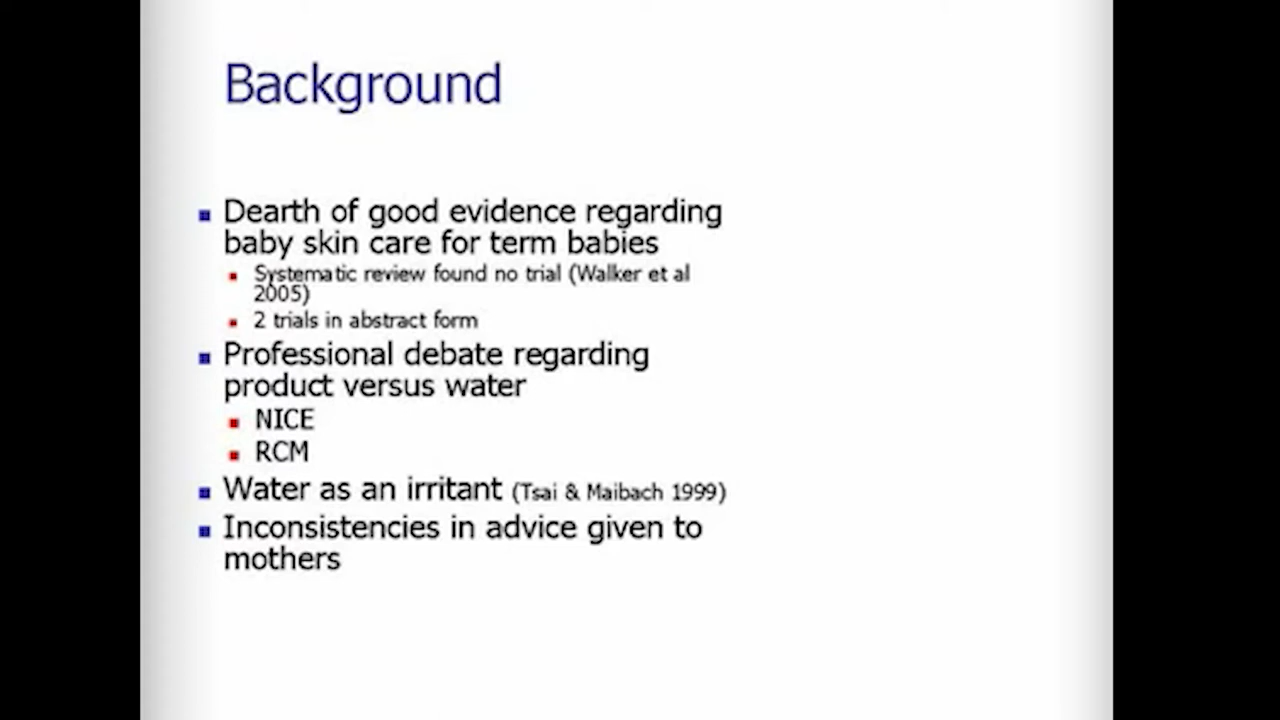 Background
Dearth of good evidence regarding
baby skin care for term babies
Systematic review found no trial (Walker et al
2005)
2 trials in abstract form
Professional debate regarding
product versus water
NICE
RCM
Water as an irritant (Tsai & Maibach 1999)
Inconsistencies in advice given to
mothers